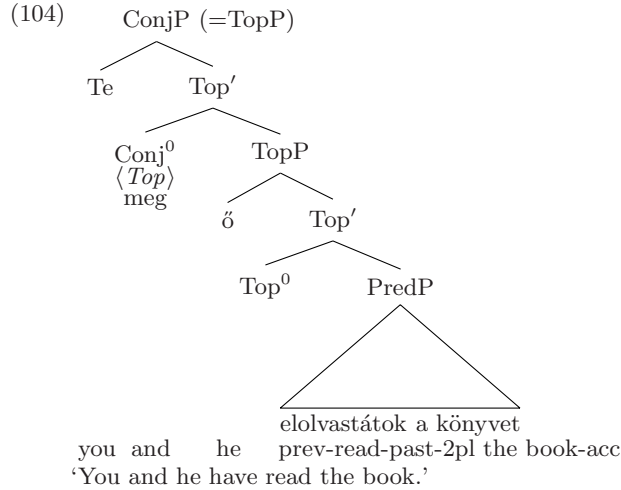 (104) ConjP (=TopP)
Te Top′
Conj⁰ TopP
⟨Top⟩
meg
ő Top′
Top⁰ PredP
elolvastátok a könyvet
you and he prev-read-past-2pl the book-acc
‘You and he have read the book.’